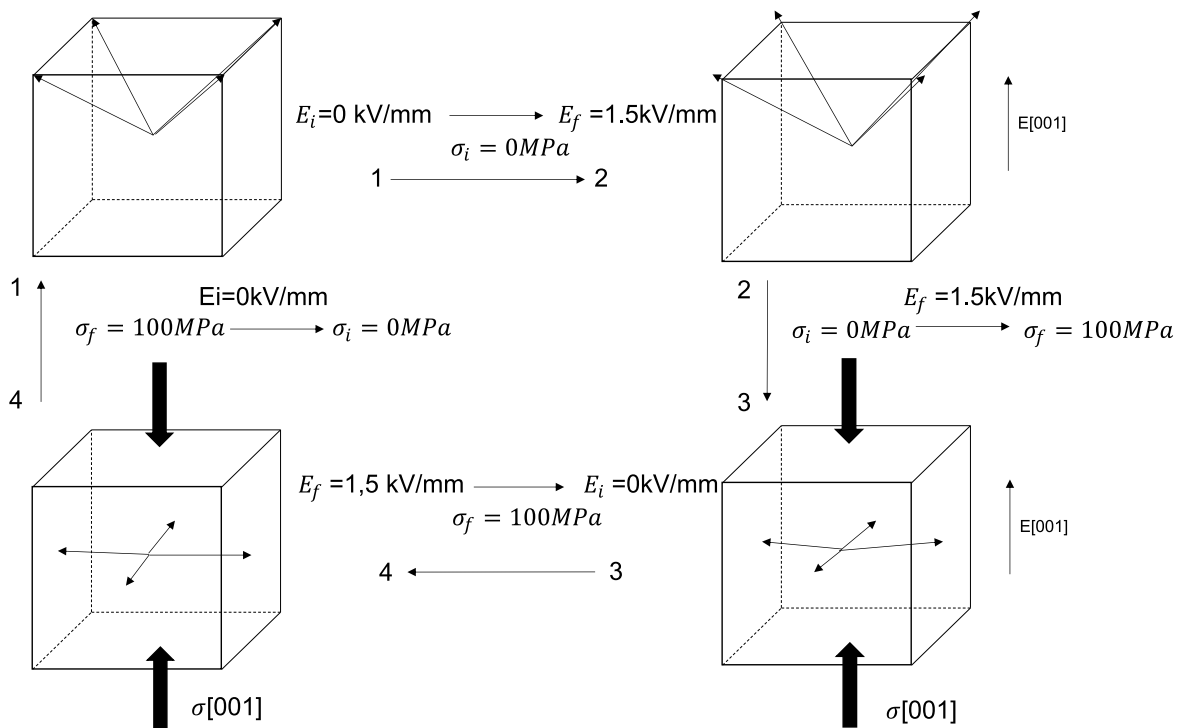 E_i=0 kV/mm E_f =1.5kV/mm
σ_i = 0MPa
1 2
E[001]
1
Ei=0kV/mm
σ_f = 100MPa σ_i = 0MPa
4
2
E_f =1.5kV/mm
σ_i = 0MPa σ_f = 100MPa
3
E_f =1,5 kV/mm E_i =0kV/mm
σ_f = 100MPa
4 3
E[001]
σ[001]
σ[001]